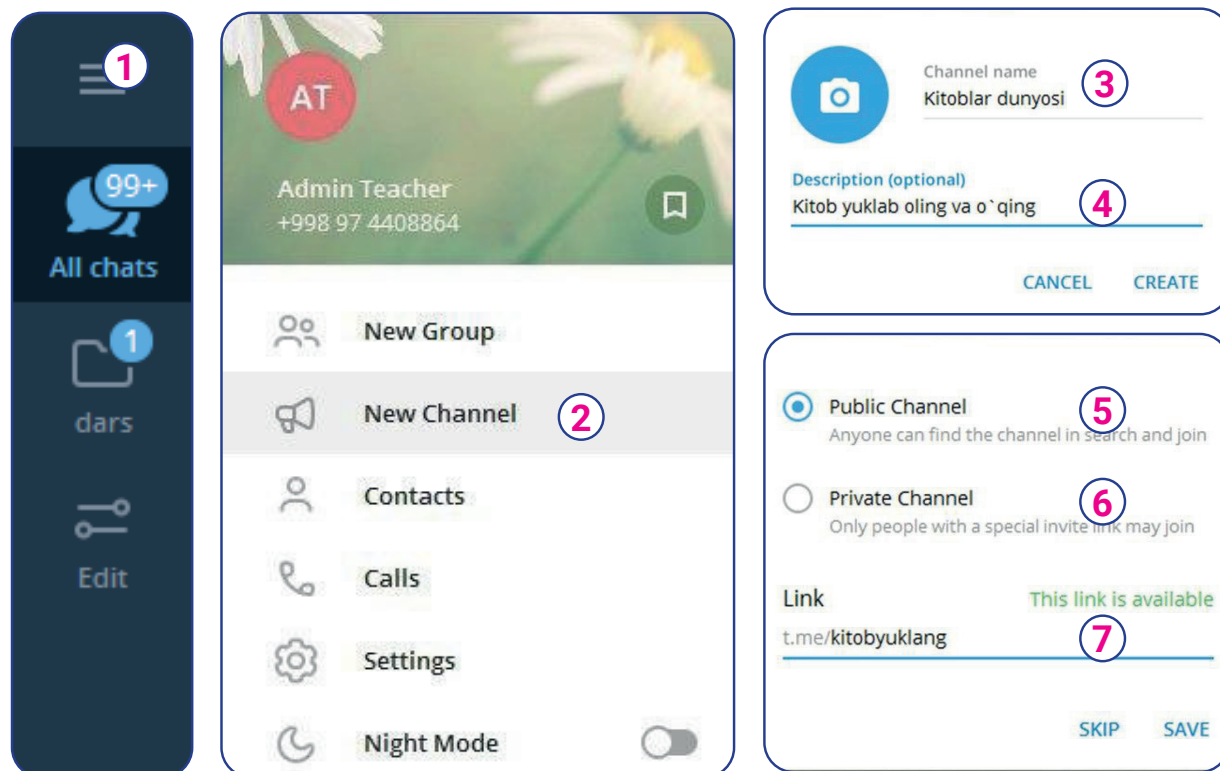 1
99+
All chats
1
dars
Edit
AT
Admin Teacher
+998 97 4408864
New Group
New Channel 2
Contacts
Calls
Settings
Night Mode
Channel name
Kitoblar dunyosi 3
Description (optional)
Kitob yuklab oling va o`qing 4
CANCEL CREATE
Public Channel 5
Anyone can find the channel in search and join
Private Channel 6
Only people with a special invite link may join
Link This link is available
t.me/kitobyuklang 7
SKIP SAVE